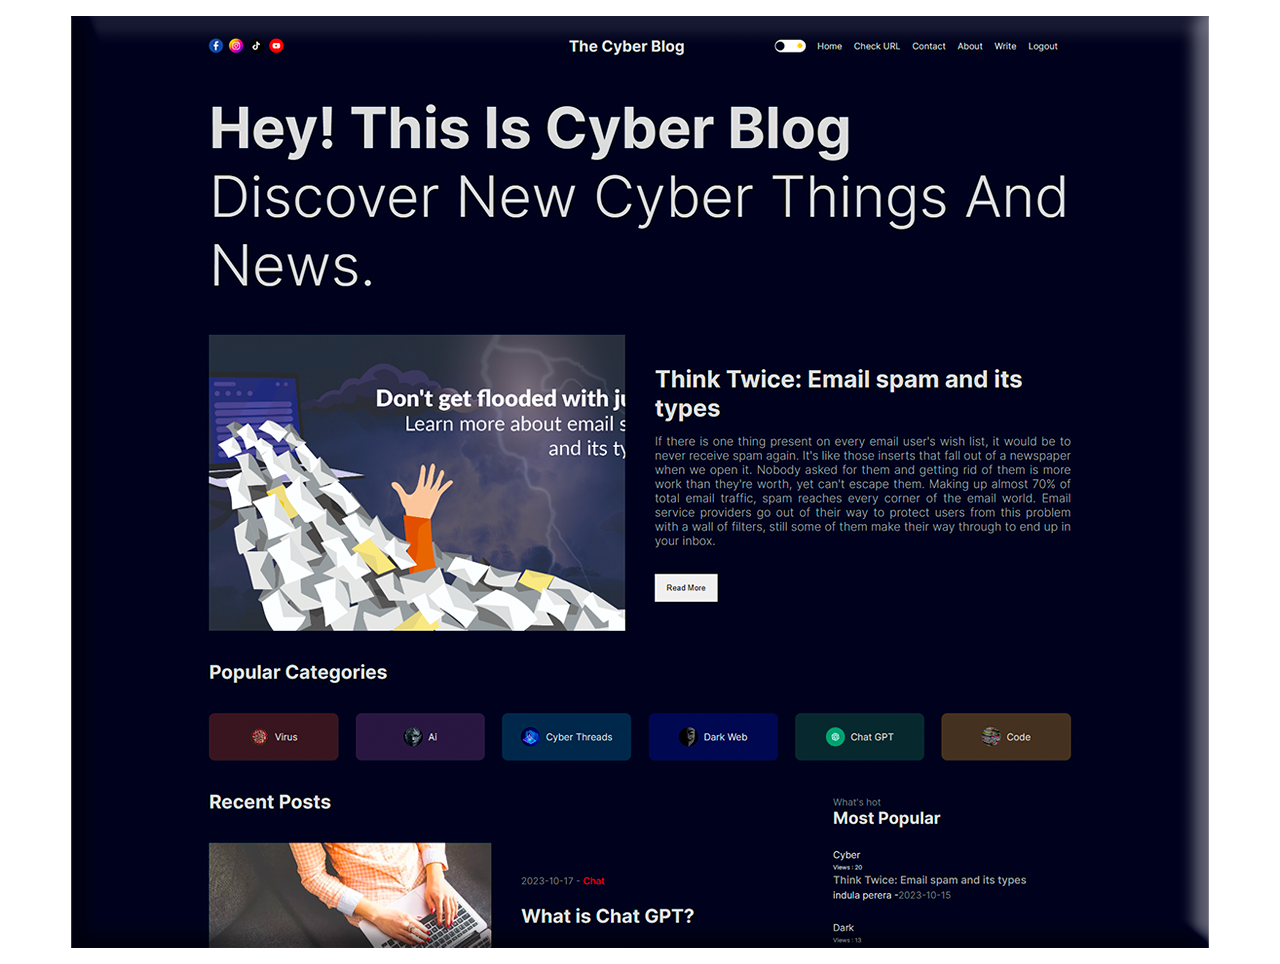 The Cyber Blog
Home Check URL Contact About Write Logout
Hey! This Is Cyber Blog
Discover New Cyber Things And
News.
Don't get flooded with ju
Learn more about email s
and its ty
Think Twice: Email spam and its
types
If there is one thing present on every email user's wish list, it would be to
never receive spam again. It's like those inserts that fall out of a newspaper
when we open it. Nobody asked for them and getting rid of them is more
work than they're worth, yet can't escape them. Making up almost 70% of
total email traffic, spam reaches every corner of the email world. Email
service providers go out of their way to protect users from this problem
with a wall of filters, still some of them make their way through to end up in
your inbox.
Read More
Popular Categories
Virus
Ai
Cyber Threads
Dark Web
Chat GPT
Code
Recent Posts
2023-10-17 - Chat
What is Chat GPT?
What's hot
Most Popular
Cyber
Views : 20
Think Twice: Email spam and its types
indula perera -2023-10-15
Dark
Views : 13